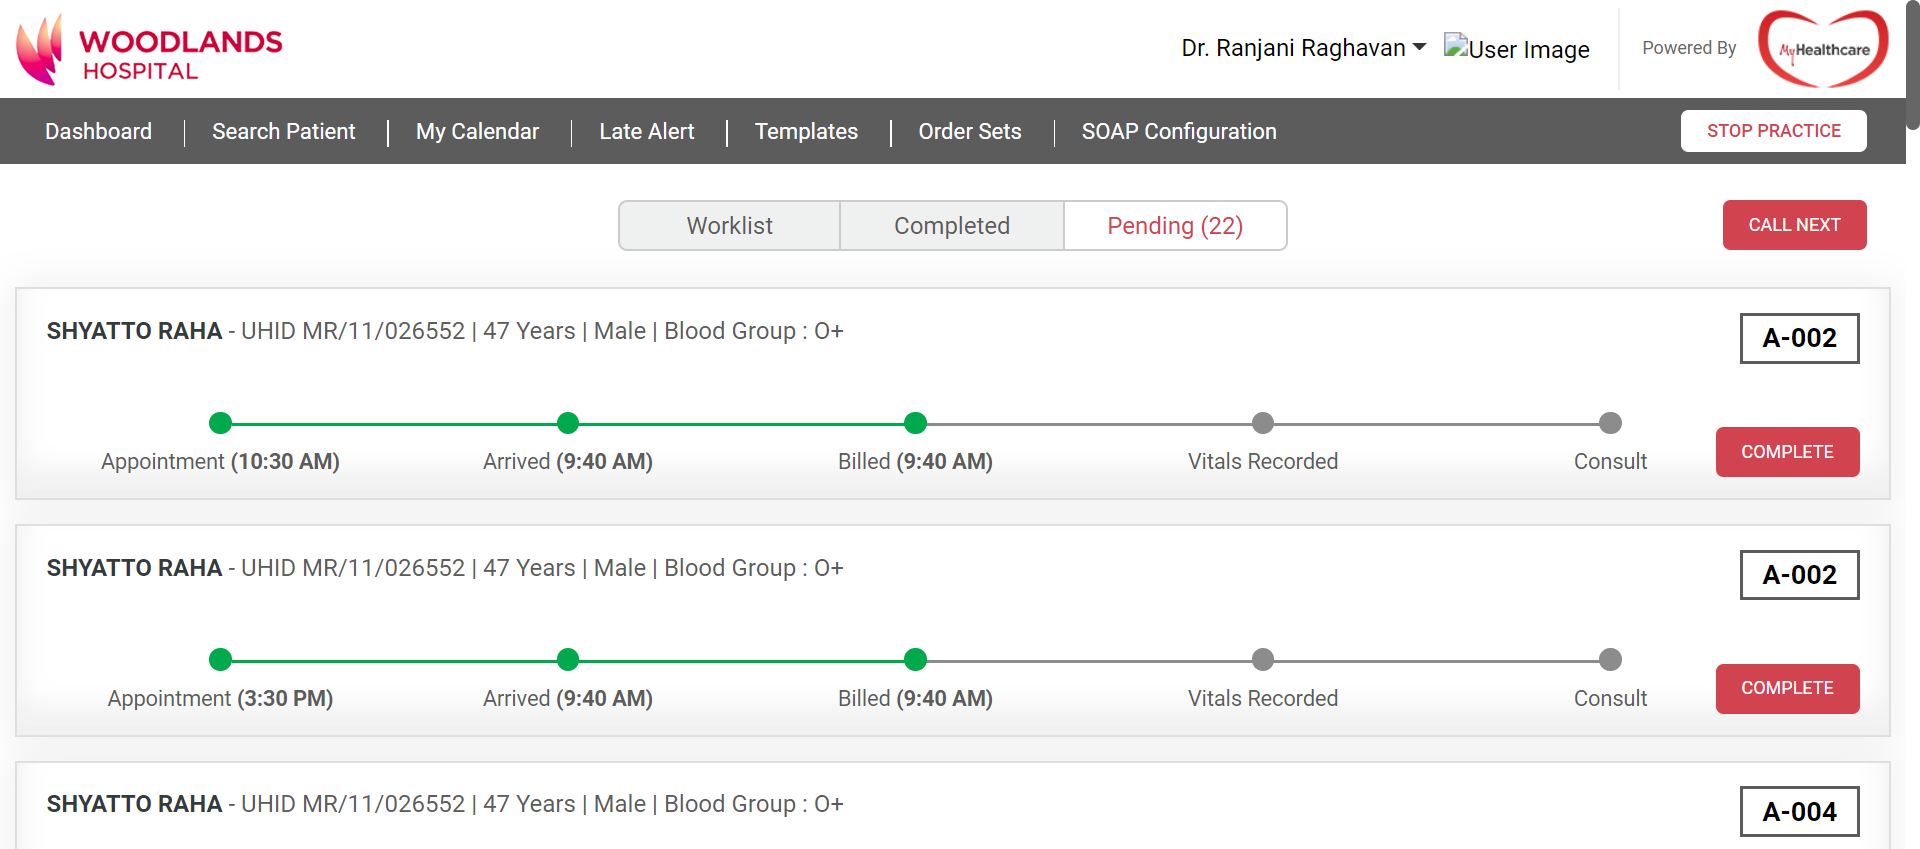 WOODLANDS
HOSPITAL
Dr. Ranjani Raghavan
User Image
Powered By
MyHealthcare
Dashboard
Search Patient
My Calendar
Late Alert
Templates
Order Sets
SOAP Configuration
STOP PRACTICE
Worklist
Completed
Pending (22)
CALL NEXT
SHYATTO RAHA - UHID MR/11/026552 | 47 Years | Male | Blood Group : O+
A-002
Appointment (10:30 AM)
Arrived (9:40 AM)
Billed (9:40 AM)
Vitals Recorded
Consult
COMPLETE
SHYATTO RAHA - UHID MR/11/026552 | 47 Years | Male | Blood Group : O+
A-002
Appointment (3:30 PM)
Arrived (9:40 AM)
Billed (9:40 AM)
Vitals Recorded
Consult
COMPLETE
SHYATTO RAHA - UHID MR/11/026552 | 47 Years | Male | Blood Group : O+
A-004